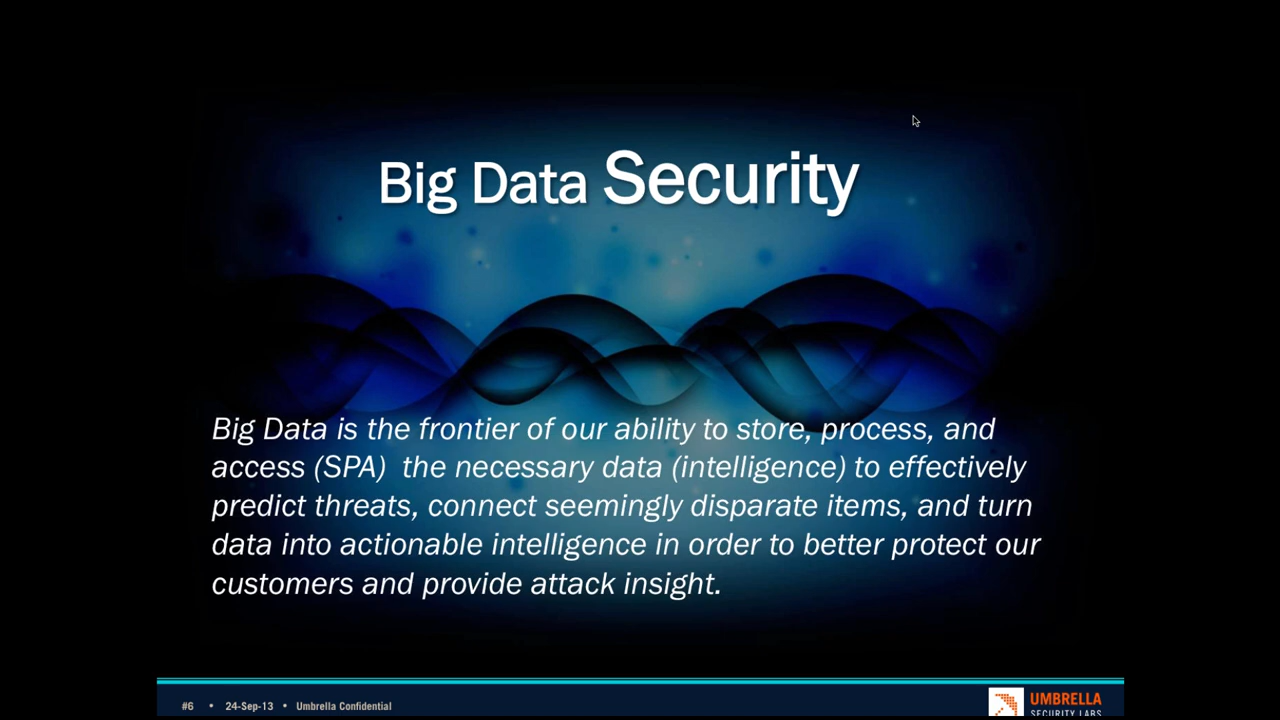 Big Data Security
Big Data is the frontier of our ability to store, process, and
access (SPA)  the necessary data (intelligence) to effectively
predict threats, connect seemingly disparate items, and turn
data into actionable intelligence in order to better protect our
customers and provide attack insight.
#6 • 24-Sep-13 • Umbrella Confidential
UMBRELLA
SECURITY LABS